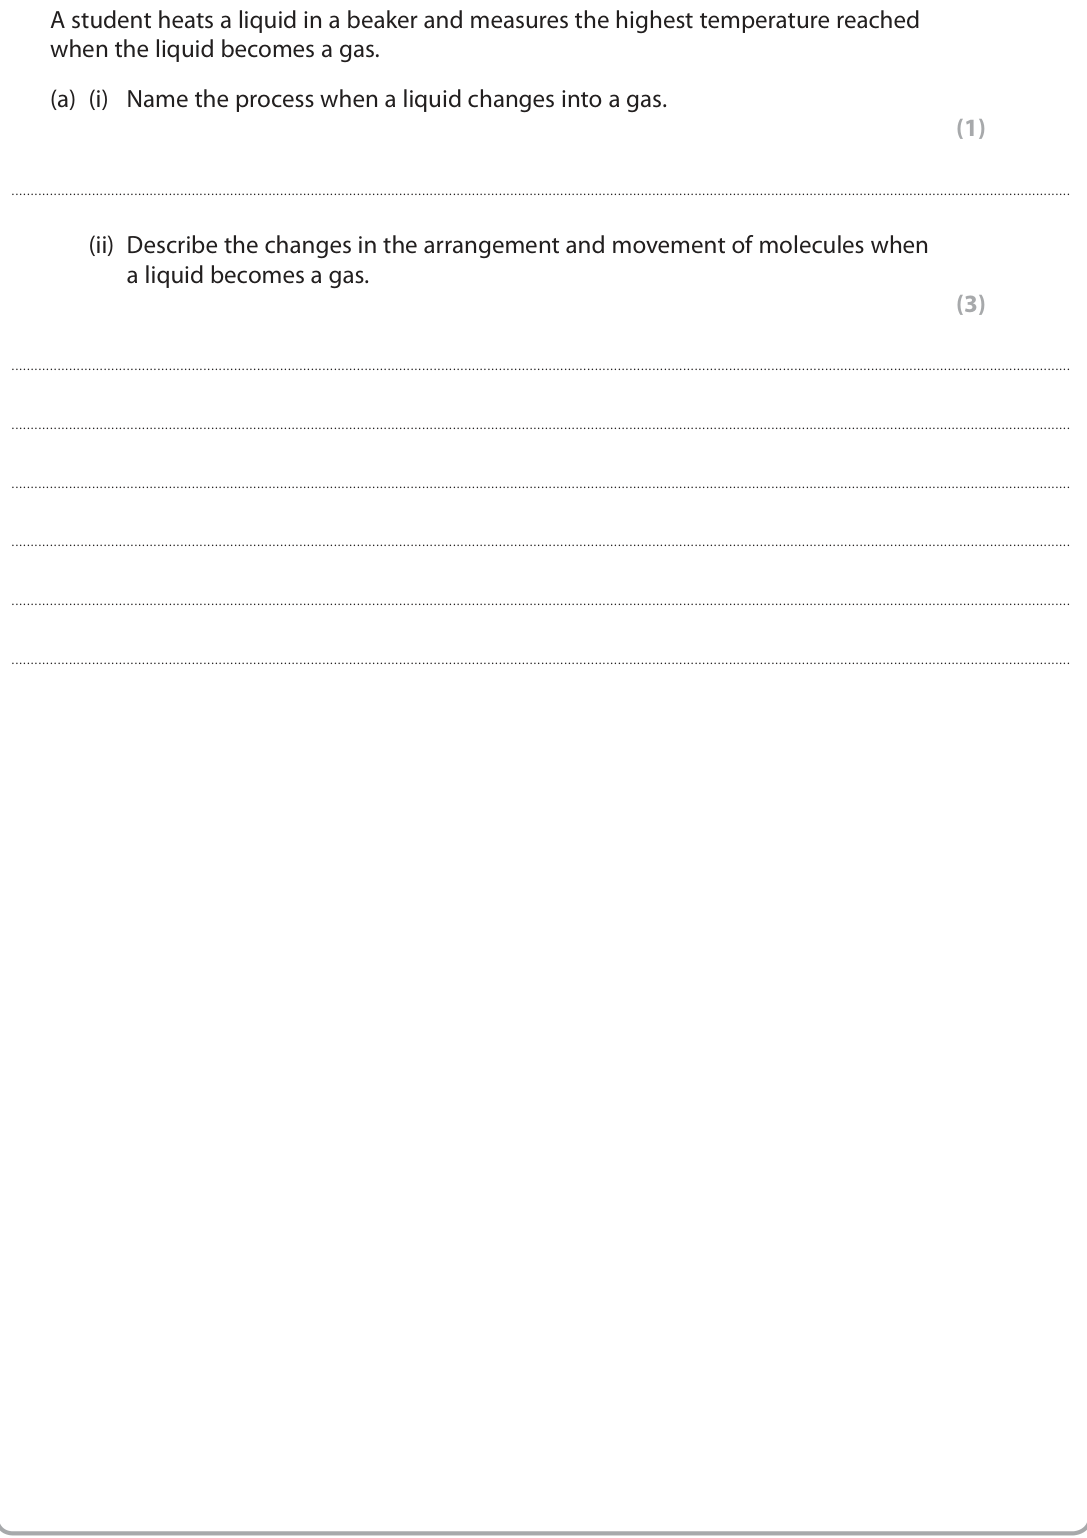 A student heats a liquid in a beaker and measures the highest temperature reached
when the liquid becomes a gas.
(a) (i) Name the process when a liquid changes into a gas.
(1)
(ii) Describe the changes in the arrangement and movement of molecules when
a liquid becomes a gas.
(3)